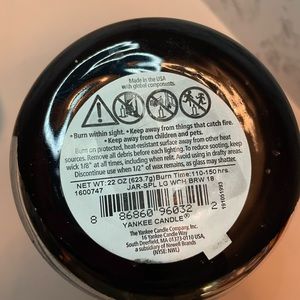 Made in the USA
with global components.
• Burn within sight. • Keep away from things that catch fire.
• Keep away from children and pets.
Burn on protected, heat-resistant surface away from other heat
sources. Remove all debris before each lighting. To reduce sooting keep
wick 1/8" at all times, including when relit. Avoid using in drafty areas.
Discontinue use when 1/2" of wax remains, as glass may shatter.
NET WT: 22 OZ (623.7g) Burn Time:110-150 hrs
1600747 JAR-SPL LG WCH BRW 18
8 86860 96032
YANKEE CANDLE®
The Yankee Candle Company, Inc.
16 Yankee Candle Way
South Deerfield, MA 01373-0110 USA,
a subsidiary of Newell Brands
(NYSE: NWL)